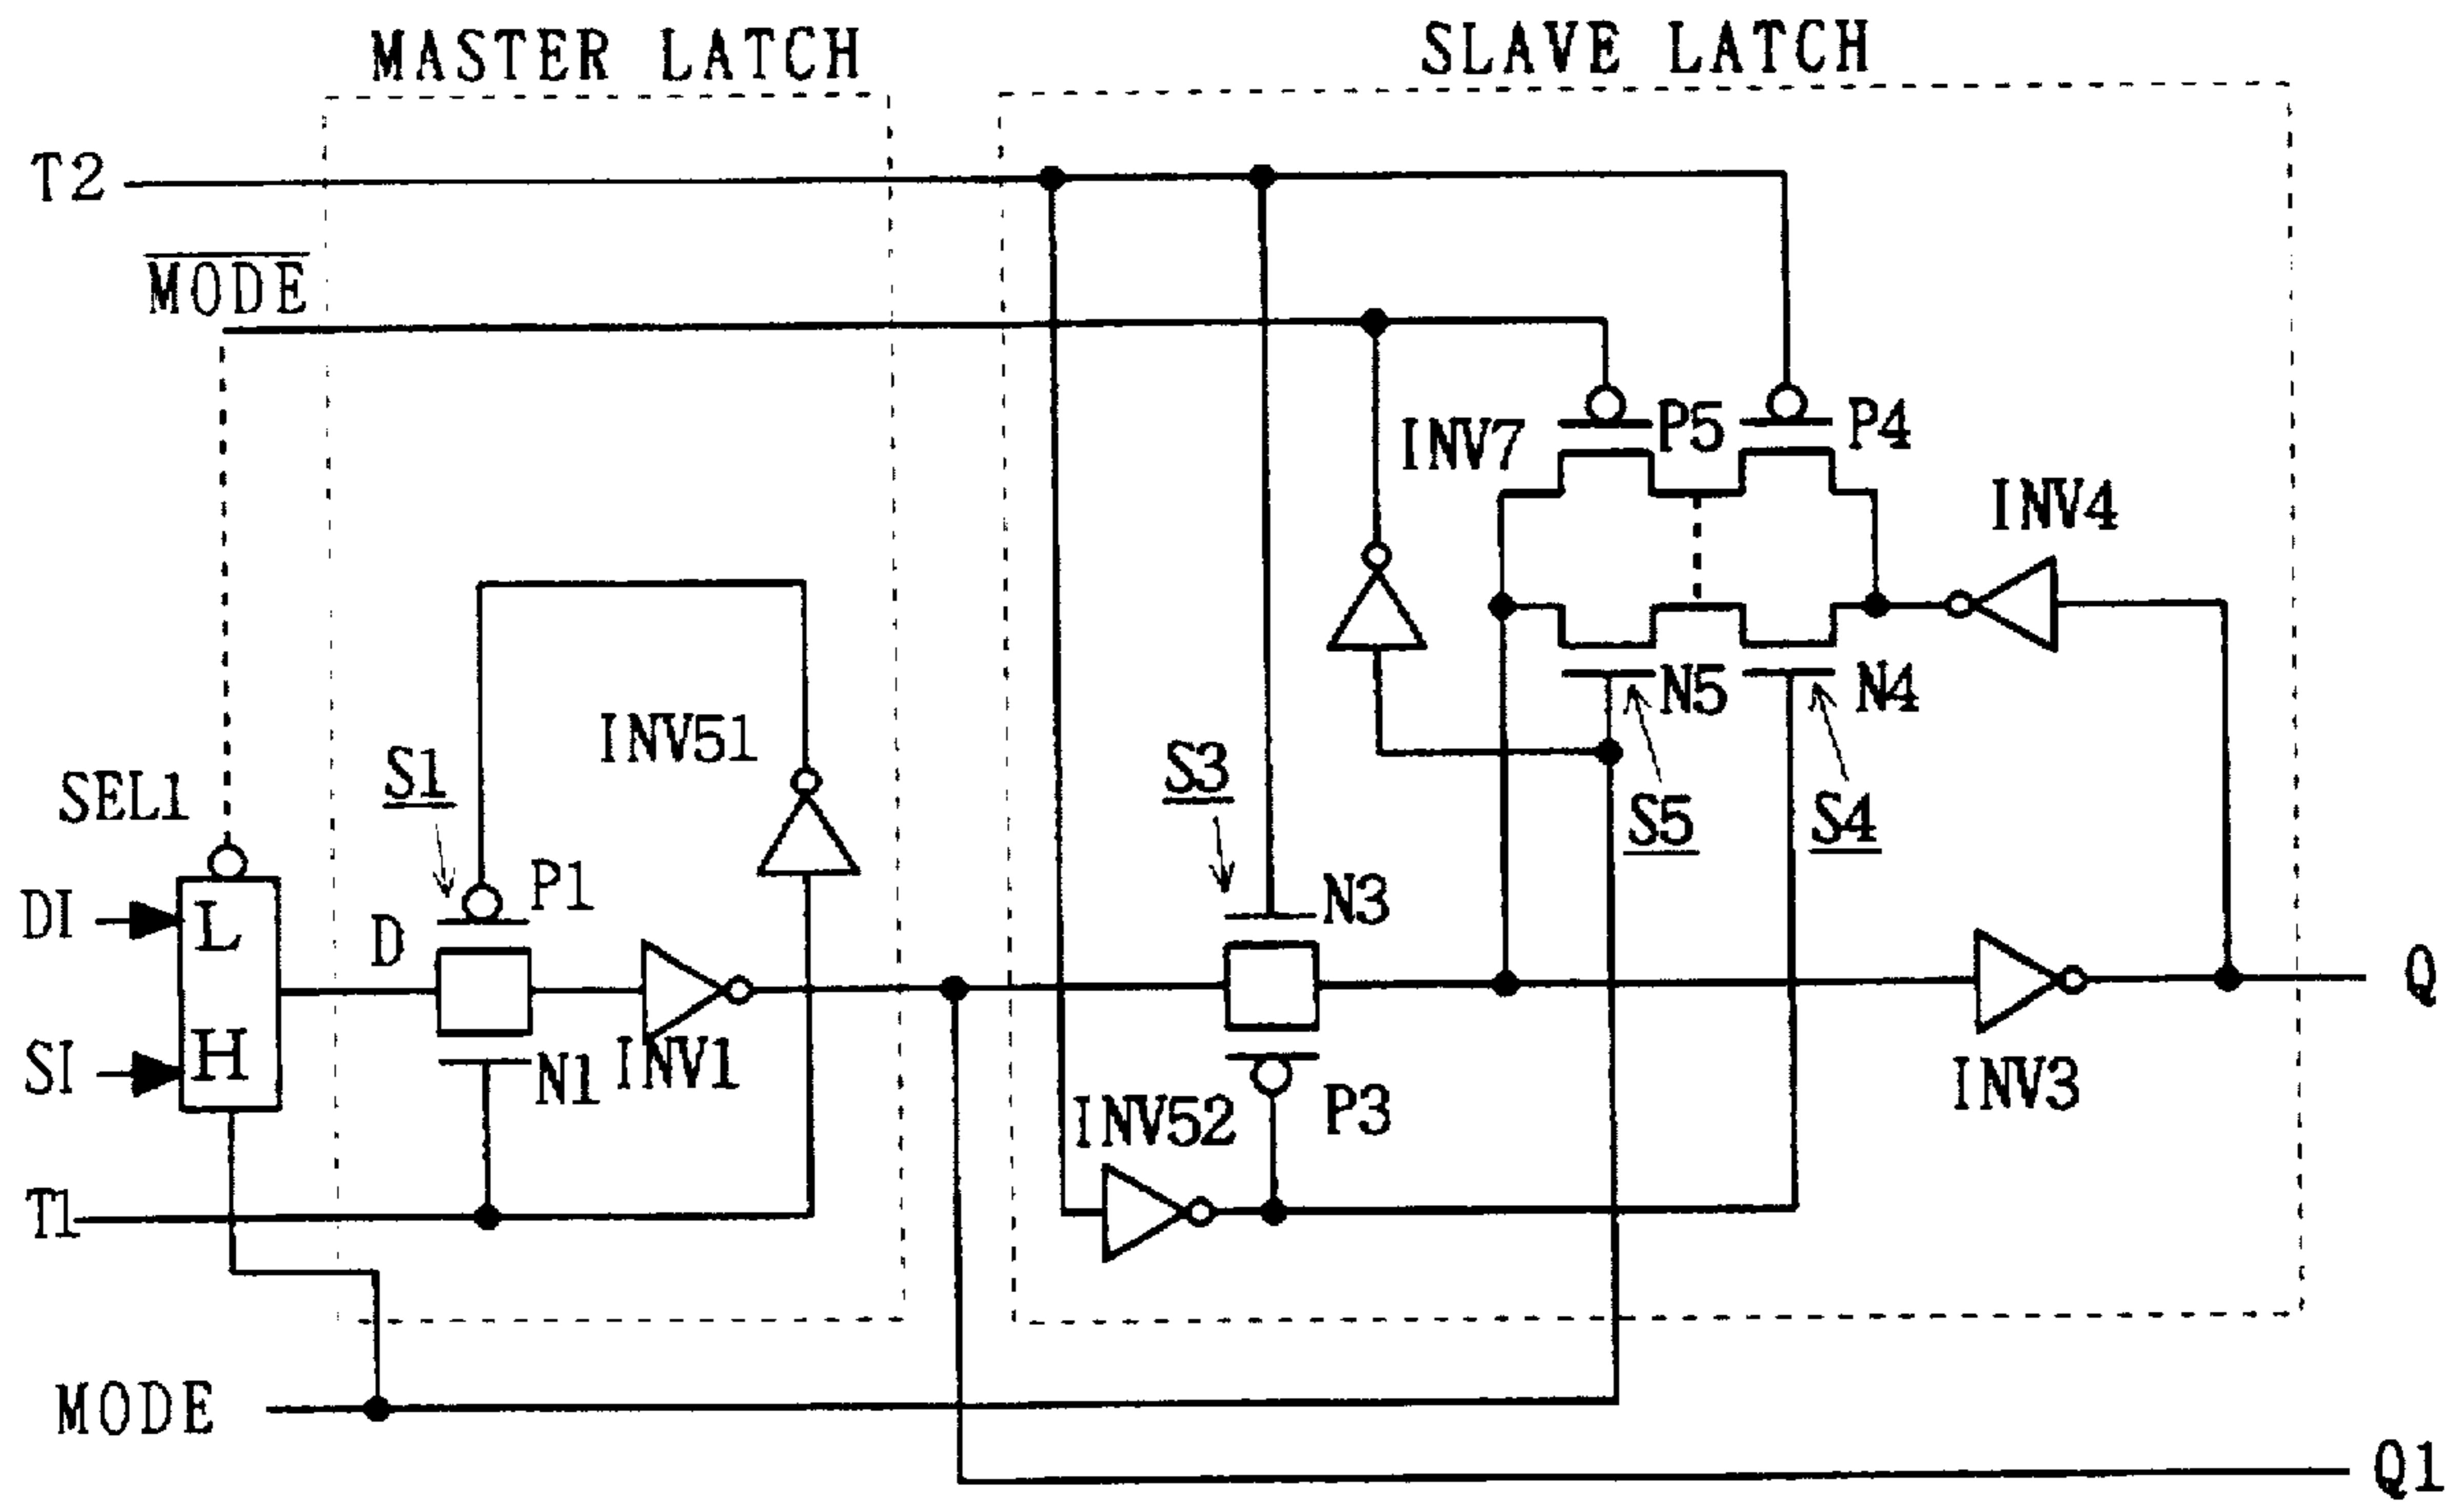 MASTER LATCH
SLAVE LATCH
T2
MODE
INV7
P5
P4
INV4
N5
N4
INV51
S1
S3
S5
S4
SEL1
P1
N3
DI
L
D
Q
SI
H
N1
INV1
INV52
P3
INV3
T1
MODE
Q1